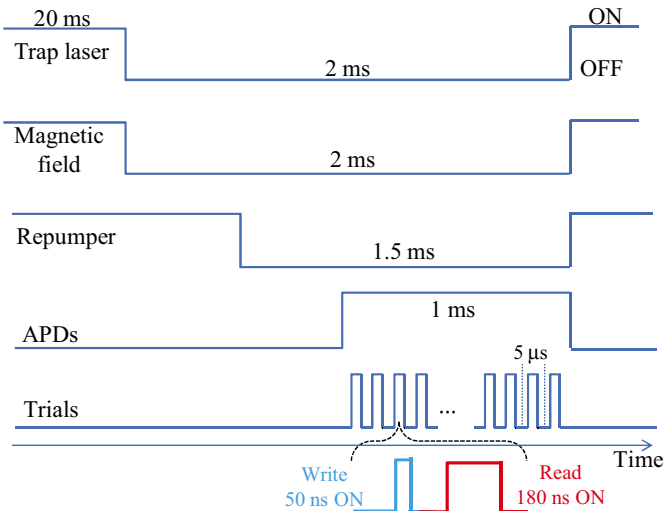 20 ms
ON
Trap laser
2 ms
OFF
Magnetic
field
2 ms
Repumper
1.5 ms
APDs
1 ms
5 μs
Trials
...
Time
Write
50 ns ON
Read
180 ns ON